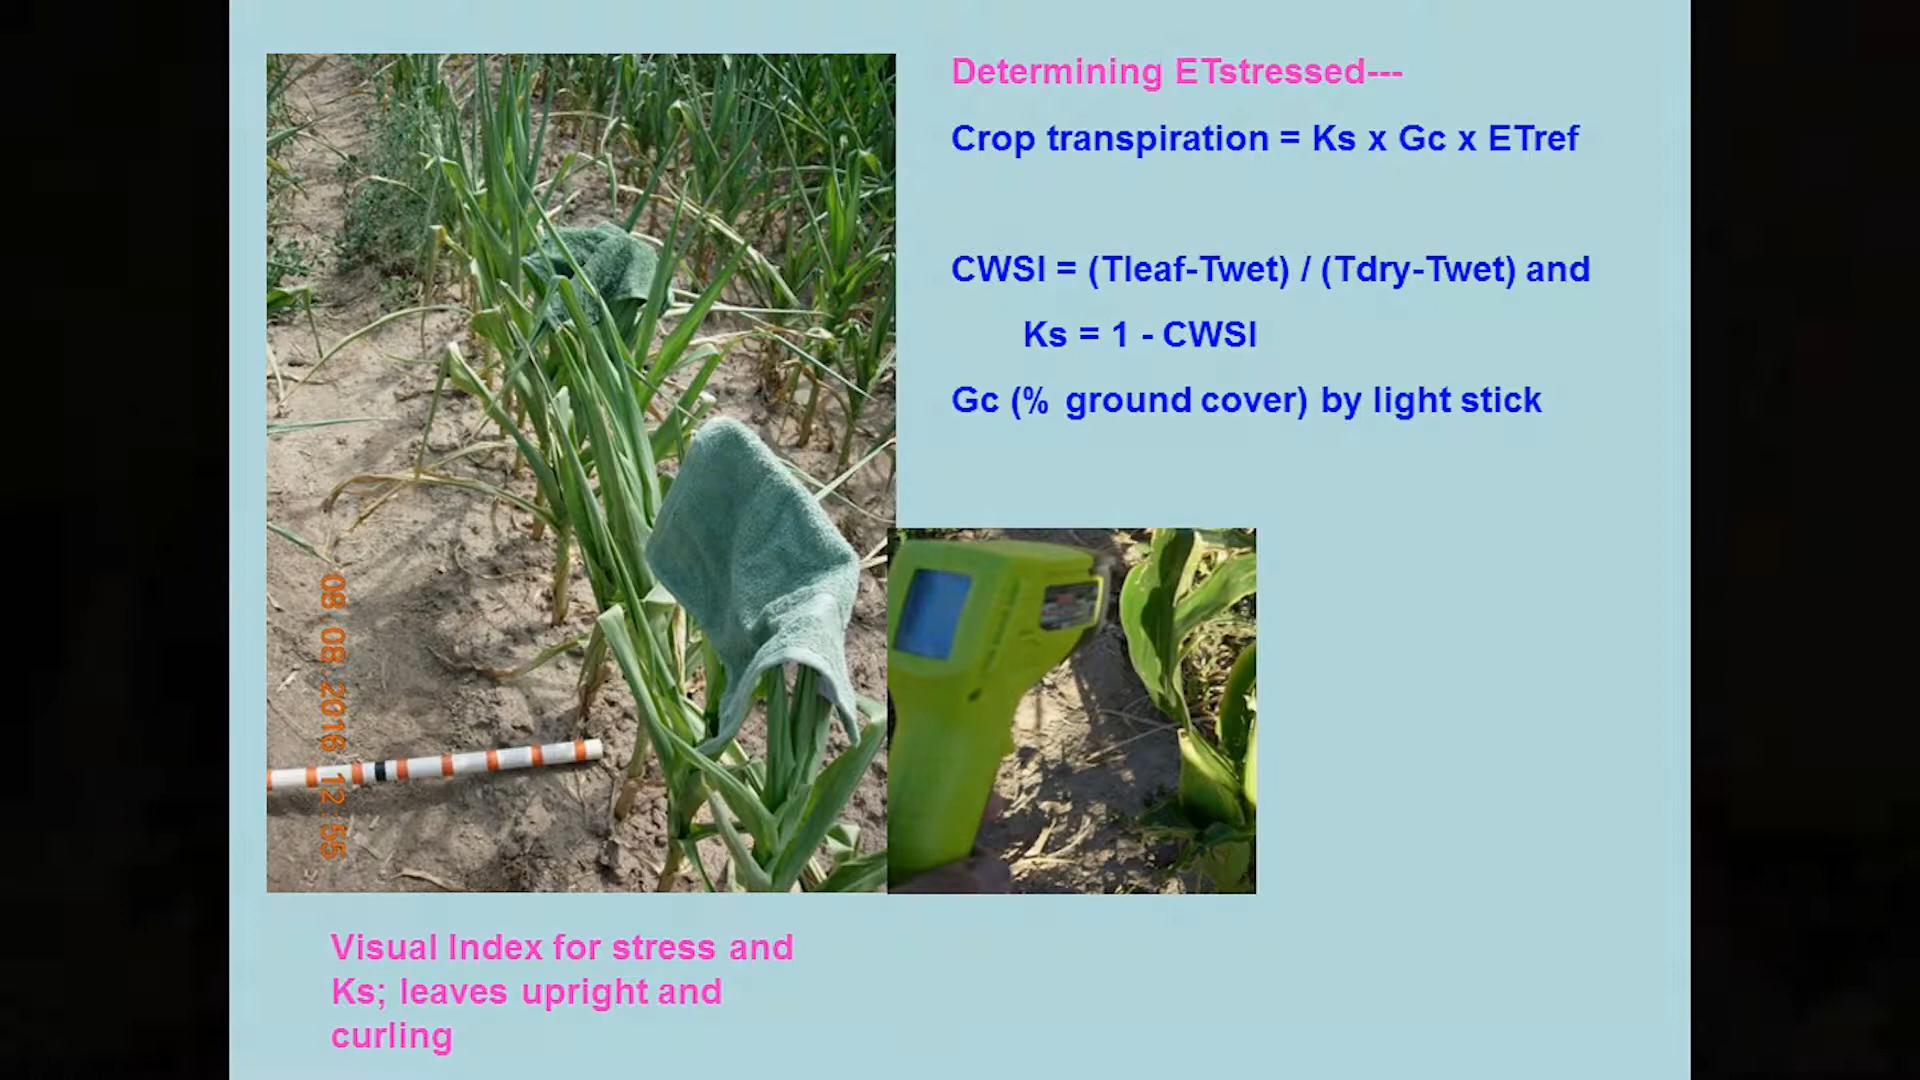 Determining ETstressed---
Crop transpiration = Ks x Gc x ETref
CWSI = (Tleaf-Twet) / (Tdry-Twet) and
Ks = 1 - CWSI
Gc (% ground cover) by light stick
08 08 2016 12:55
Visual Index for stress and
Ks; leaves upright and
curling